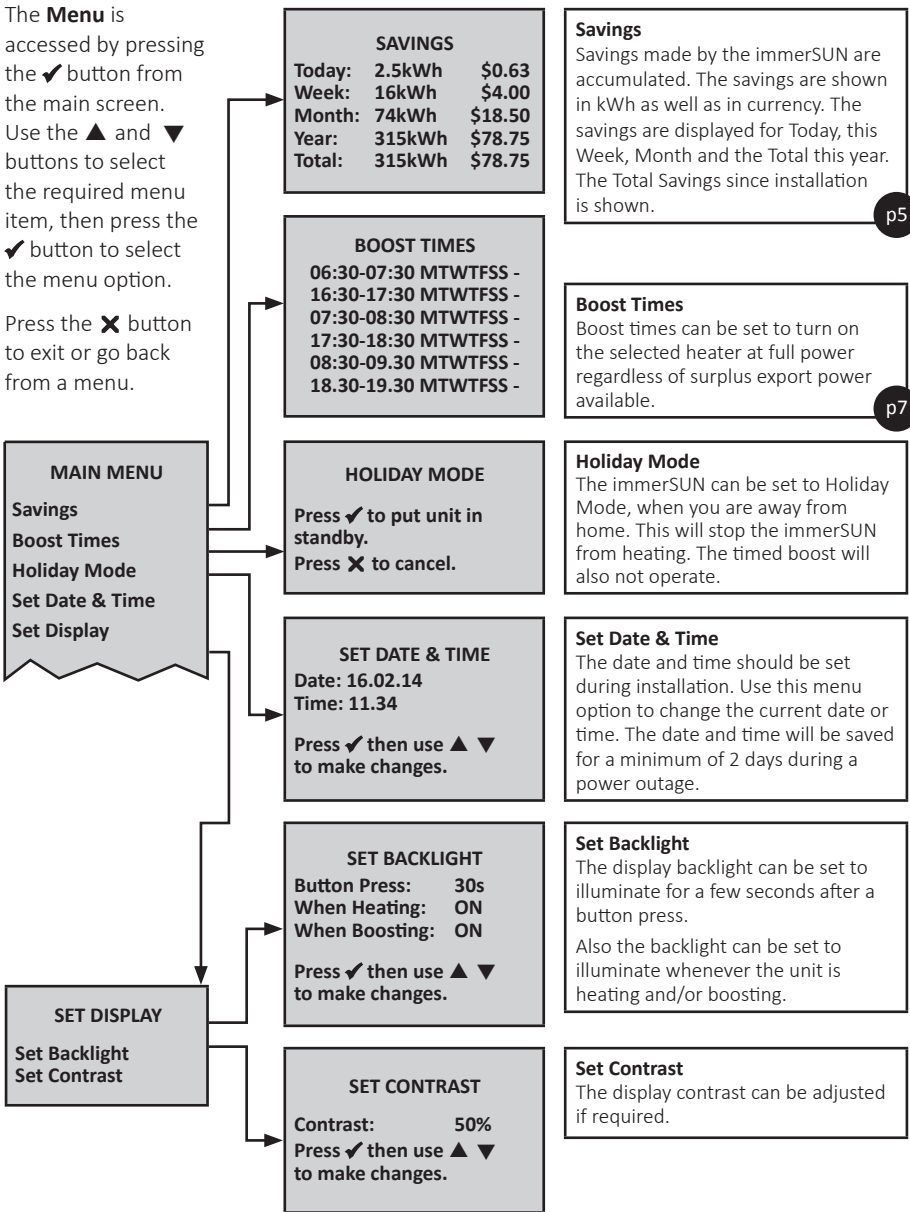 The Menu is
accessed by pressing
the ✔ button from
the main screen.
Use the ▲ and ▼
buttons to select
the required menu
item, then press the
✔ button to select
the menu option.
Press the ✖ button
to exit or go back
from a menu.
MAIN MENU
Savings
Boost Times
Holiday Mode
Set Date & Time
Set Display
SET DISPLAY
Set Backlight
Set Contrast
SAVINGS
Today: 2.5kWh $0.63
Week: 16kWh $4.00
Month: 74kWh $18.50
Year: 315kWh $78.75
Total: 315kWh $78.75
Savings
Savings made by the immerSUN are
accumulated. The savings are shown
in kWh as well as in currency. The
savings are displayed for Today, this
Week, Month and the Total this year.
The Total Savings since installation
is shown.
p5
BOOST TIMES
06:30-07:30 MTWTFSS -
16:30-17:30 MTWTFSS -
07:30-08:30 MTWTFSS -
17:30-18:30 MTWTFSS -
08:30-09.30 MTWTFSS -
18.30-19.30 MTWTFSS -
Boost Times
Boost times can be set to turn on
the selected heater at full power
regardless of surplus export power
available.
p7
HOLIDAY MODE
Press ✔ to put unit in
standby.
Press ✖ to cancel.
Holiday Mode
The immerSUN can be set to Holiday
Mode, when you are away from
home. This will stop the immerSUN
from heating. The timed boost will
also not operate.
SET DATE & TIME
Date: 16.02.14
Time: 11.34
Press ✔ then use ▲ ▼
to make changes.
Set Date & Time
The date and time should be set
during installation. Use this menu
option to change the current date or
time. The date and time will be saved
for a minimum of 2 days during a
power outage.
SET BACKLIGHT
Button Press: 30s
When Heating: ON
When Boosting: ON
Press ✔ then use ▲ ▼
to make changes.
Set Backlight
The display backlight can be set to
illuminate for a few seconds after a
button press.
Also the backlight can be set to
illuminate whenever the unit is
heating and/or boosting.
SET CONTRAST
Contrast: 50%
Press ✔ then use ▲ ▼
to make changes.
Set Contrast
The display contrast can be adjusted
if required.